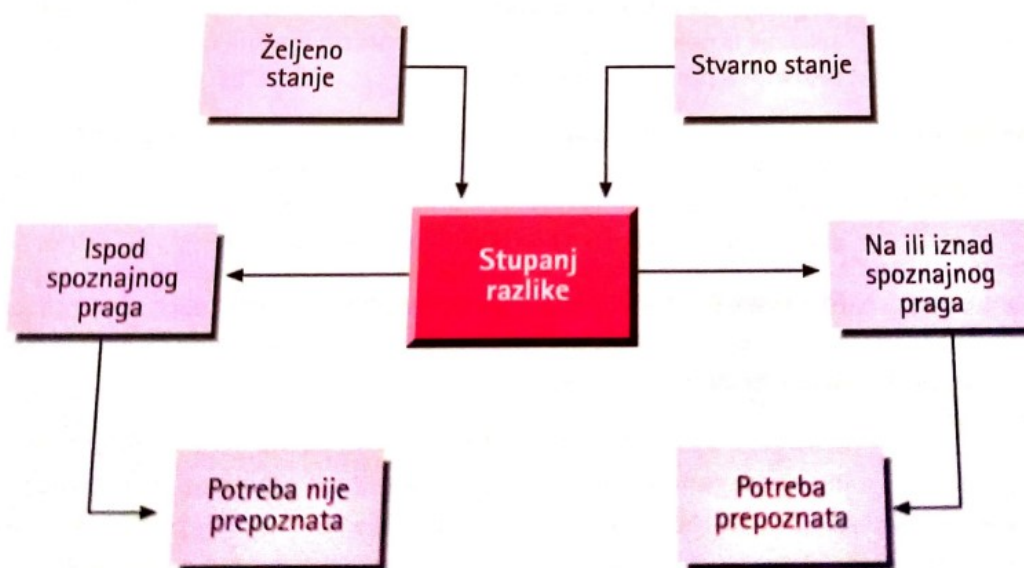 Željeno
stanje
Stvarno stanje
Ispod
spoznajnog
praga
Stupanj
razlike
Na ili iznad
spoznajnog
praga
Potreba nije
prepoznata
Potreba
prepoznata